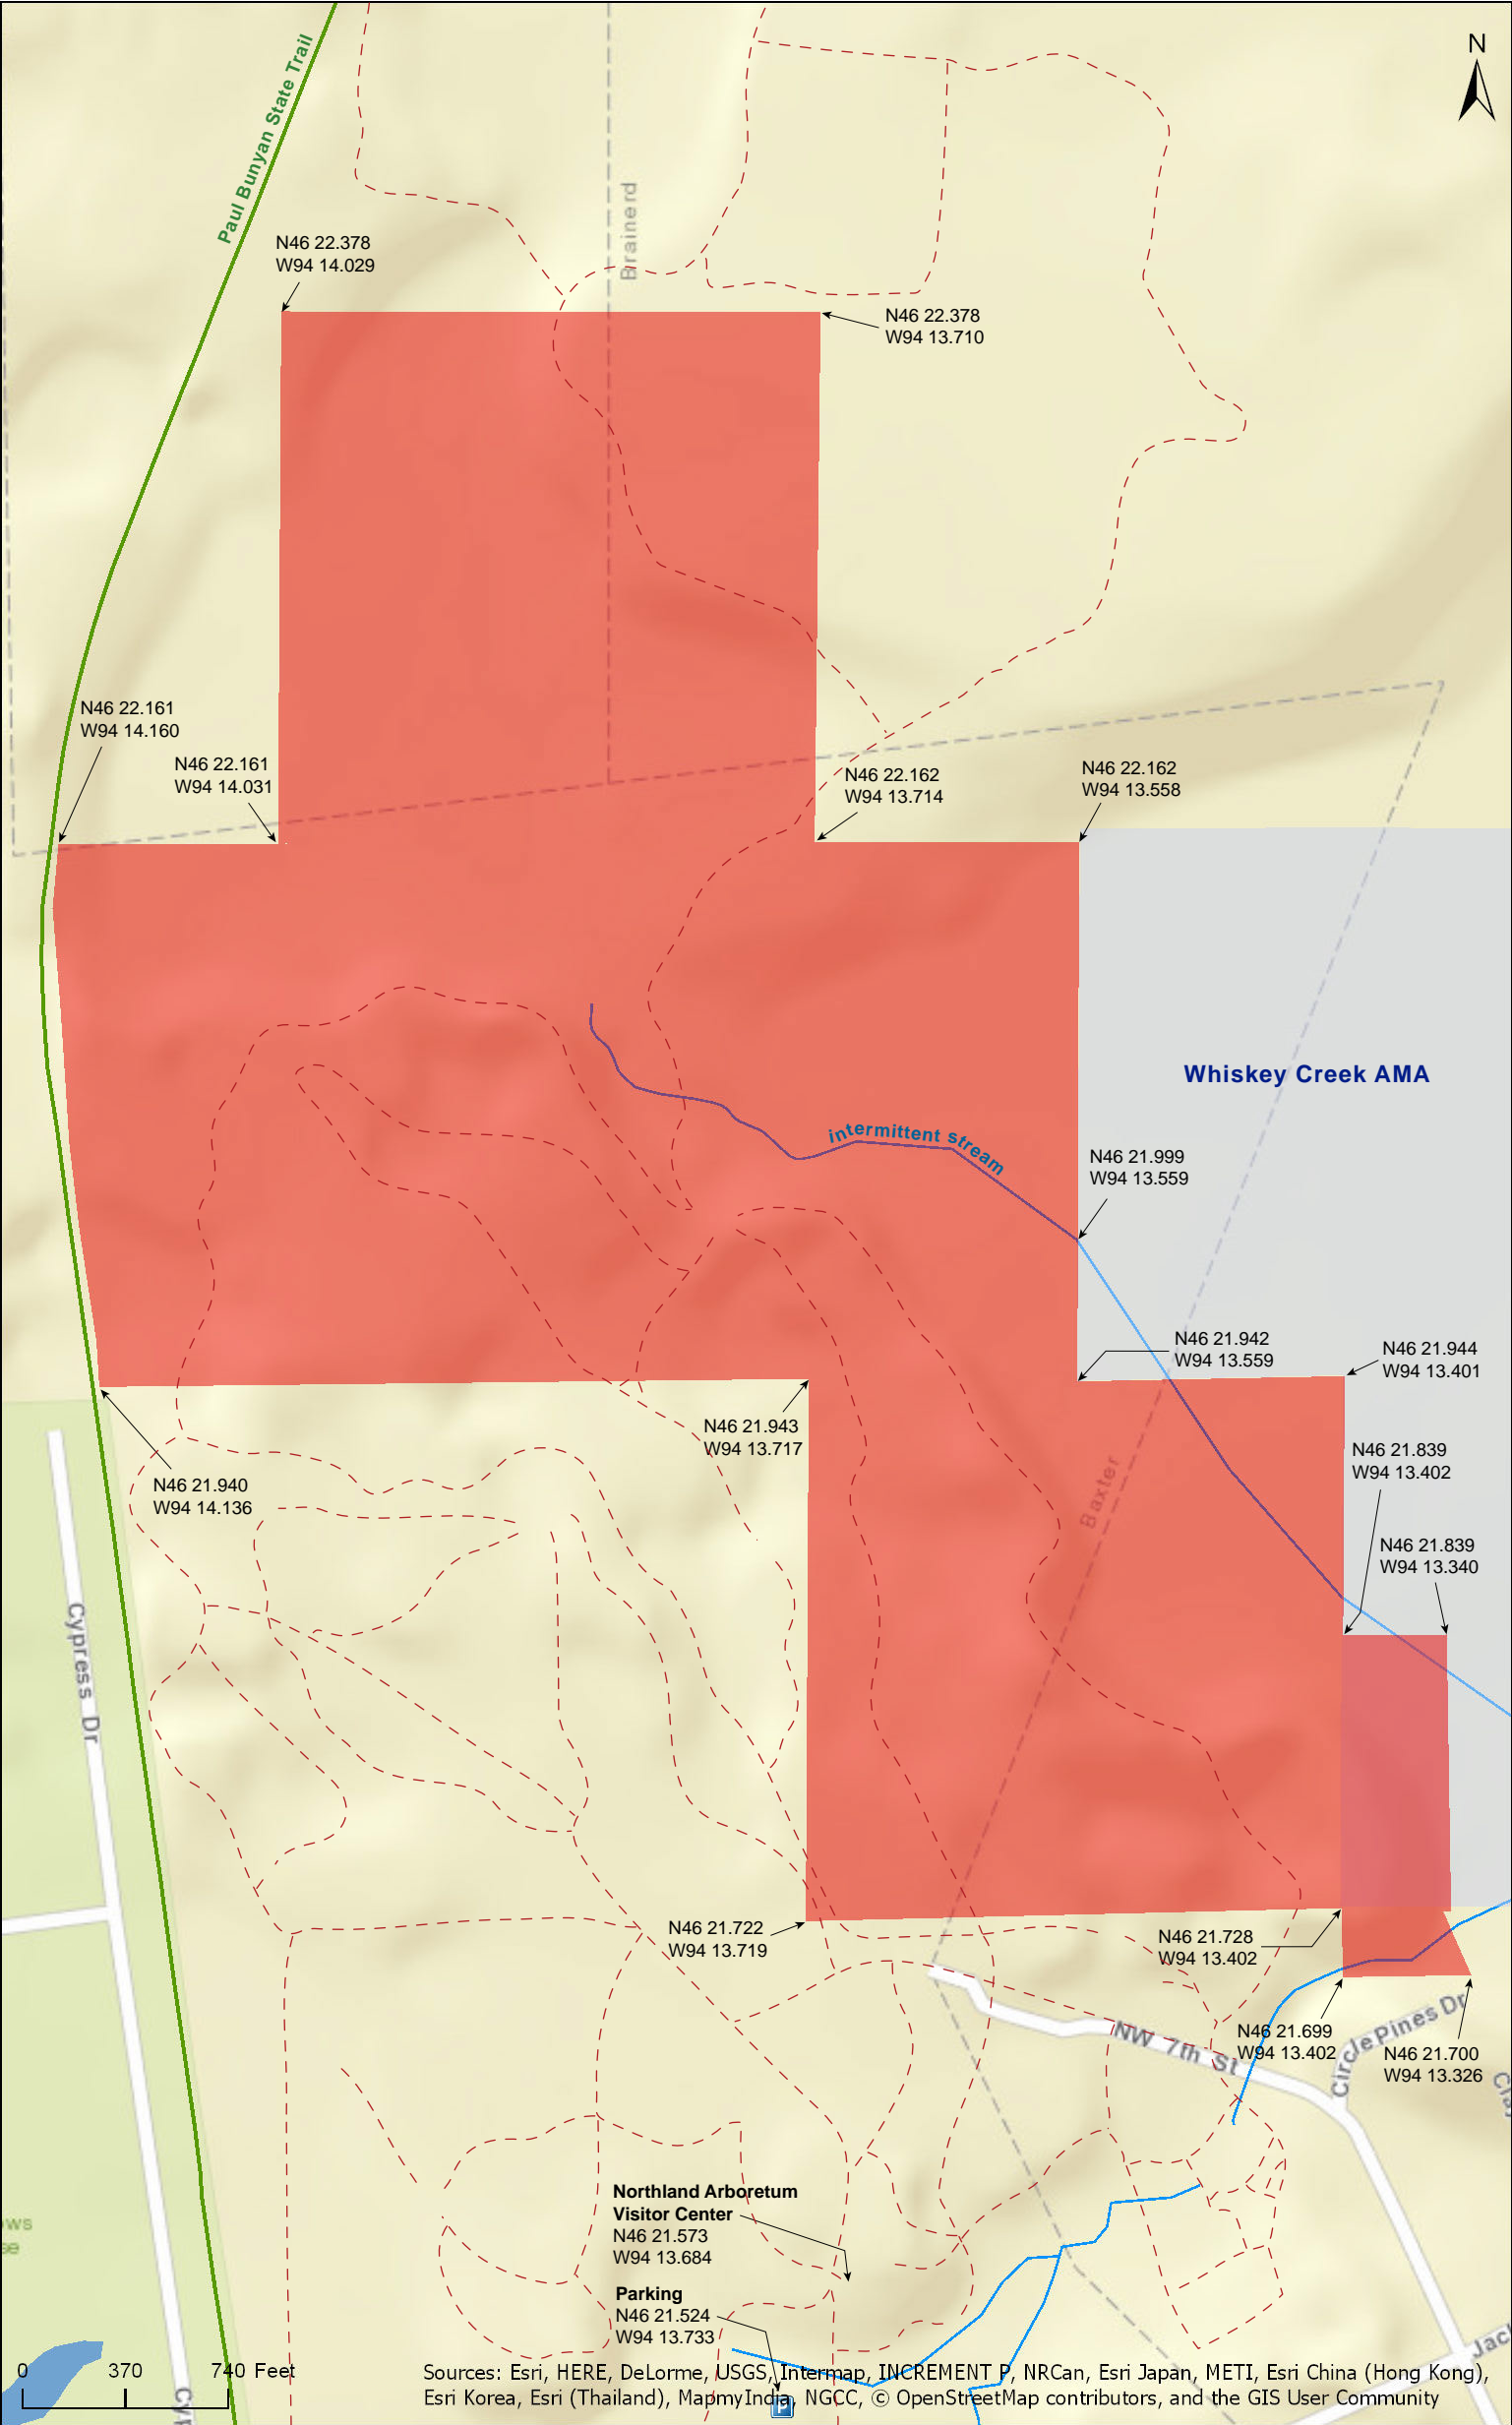 N
Paul Bunyan State Trail
Brainerd
N46 22.378
W94 14.029
N46 22.378
W94 13.710
N46 22.161
W94 14.160
N46 22.161
W94 14.031
N46 22.162
W94 13.714
N46 22.162
W94 13.558
Whiskey Creek AMA
intermittent stream
N46 21.999
W94 13.559
N46 21.942
W94 13.559
N46 21.944
W94 13.401
N46 21.943
W94 13.717
N46 21.839
W94 13.402
N46 21.940
W94 14.136
Baxter
N46 21.839
W94 13.340
Cypress Dr
N46 21.722
W94 13.719
N46 21.728
W94 13.402
NW 7th St
N46 21.699
W94 13.402
Circle Pines Dr
N46 21.700
W94 13.326
Northland Arboretum
Visitor Center
N46 21.573
W94 13.684
ows
se
Parking
N46 21.524
W94 13.733
P
Jac
0 370 740 Feet
Cyp
Sources: Esri, HERE, DeLorme, USGS, Intermap, INCREMENT P, NRCan, Esri Japan, METI, Esri China (Hong Kong),
Esri Korea, Esri (Thailand), MapmyIndia, NGCC, © OpenStreetMap contributors, and the GIS User Community